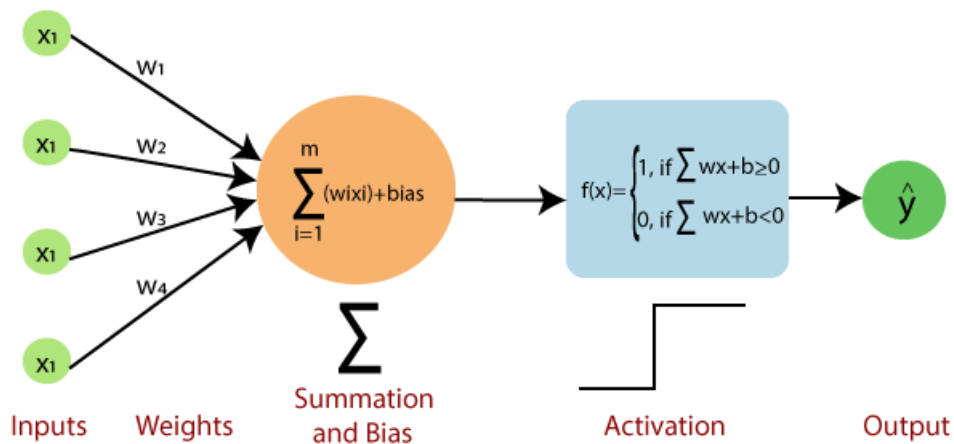 x₁
w₁
x₁
w₂
x₁
w₃
x₁
w₄
m
∑(wixi)+bias
i=1
∑
f(x)={1, if ∑ wx+b≥0
0, if ∑ wx+b<0
ŷ
Inputs
Weights
Summation
and Bias
Activation
Output